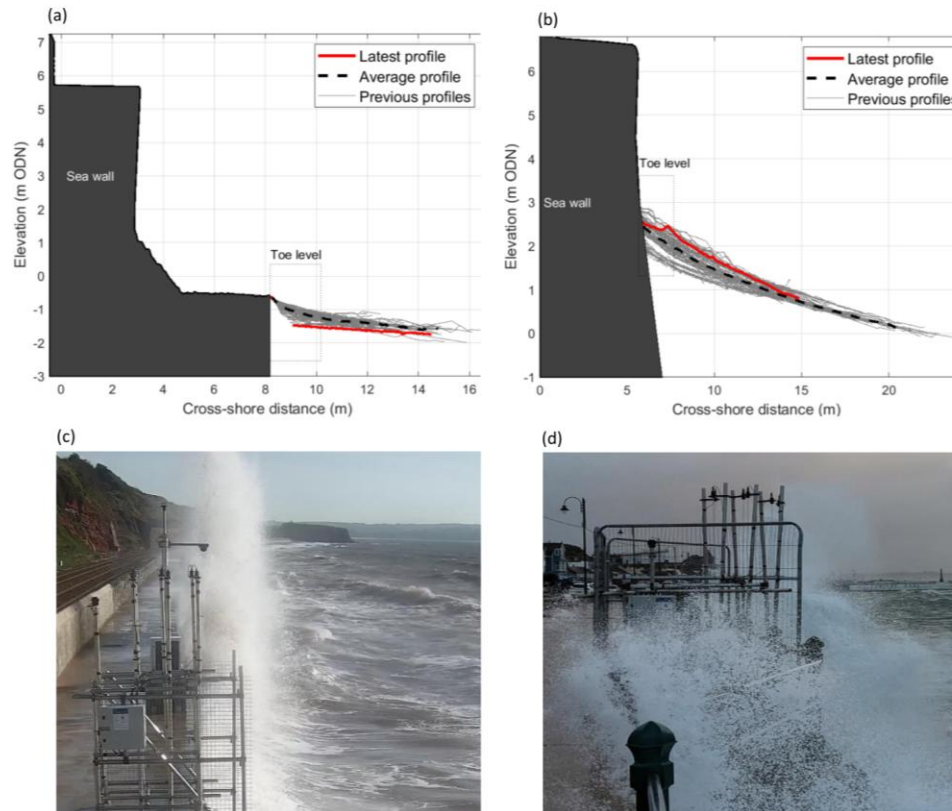 (a)
7
6
5
4
3
2
1
0
-1
-2
-3
Elevation (m ODN)
Latest profile
Average profile
Previous profiles
Sea wall
Toe level
0 2 4 6 8 10 12 14 16
Cross-shore distance (m)
(b)
6
5
4
3
2
1
0
-1
Elevation (m ODN)
Latest profile
Average profile
Previous profiles
Toe level
Sea wall
0 5 10 15 20
Cross-shore distance (m)
(c)
(d)